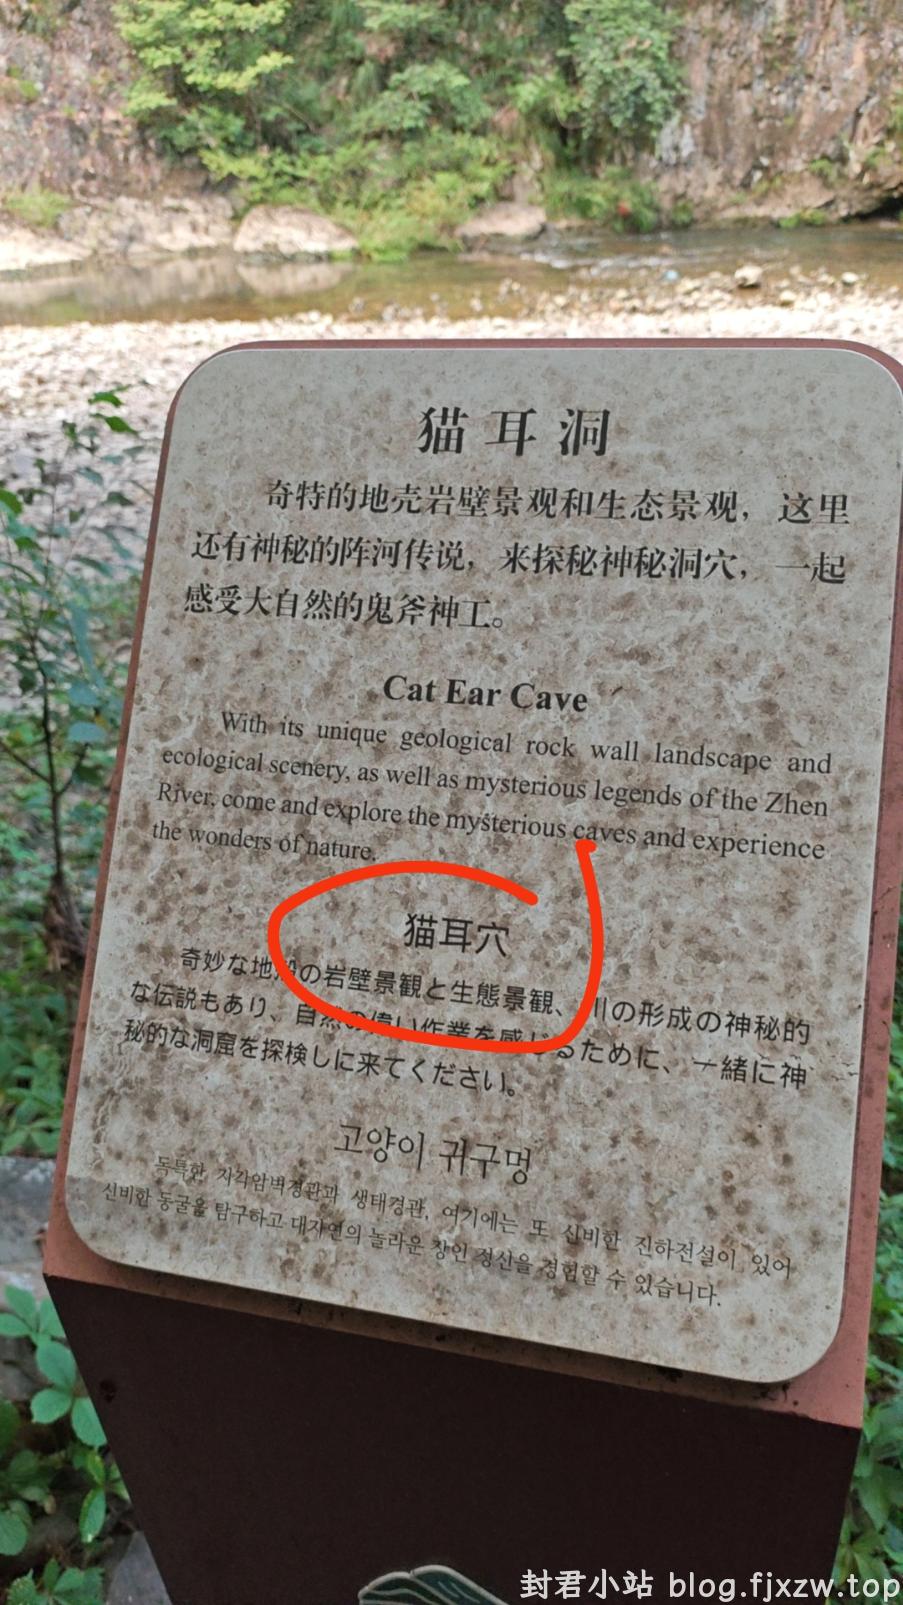 猫耳洞
奇特的地壳岩壁景观和生态景观，这里
还有神秘的阵河传说，来探秘神秘洞穴，一起
感受大自然的鬼斧神工。
Cat Ear Cave
With its unique geological rock wall landscape and
ecological scenery, as well as mysterious legends of the Zhen
River, come and explore the mysterious caves and experience
the wonders of nature.
猫耳穴
奇妙な地の岩壁景観と生態景観、川の形成の神秘的
な伝説もあり、自然の偉い作業を感じるために、一緒に神
秘的な洞窟を探検しに来てください。
고양이 귀구멍
독특한 지각암벽경관과 생태경관, 여기에는 또 신비한 진하전설이 있어
신비한 동굴을 탐구하고 대자연의 놀라운 장인 정신을 경험할 수 있습니다.
封君小站 blog.fjxzw.top